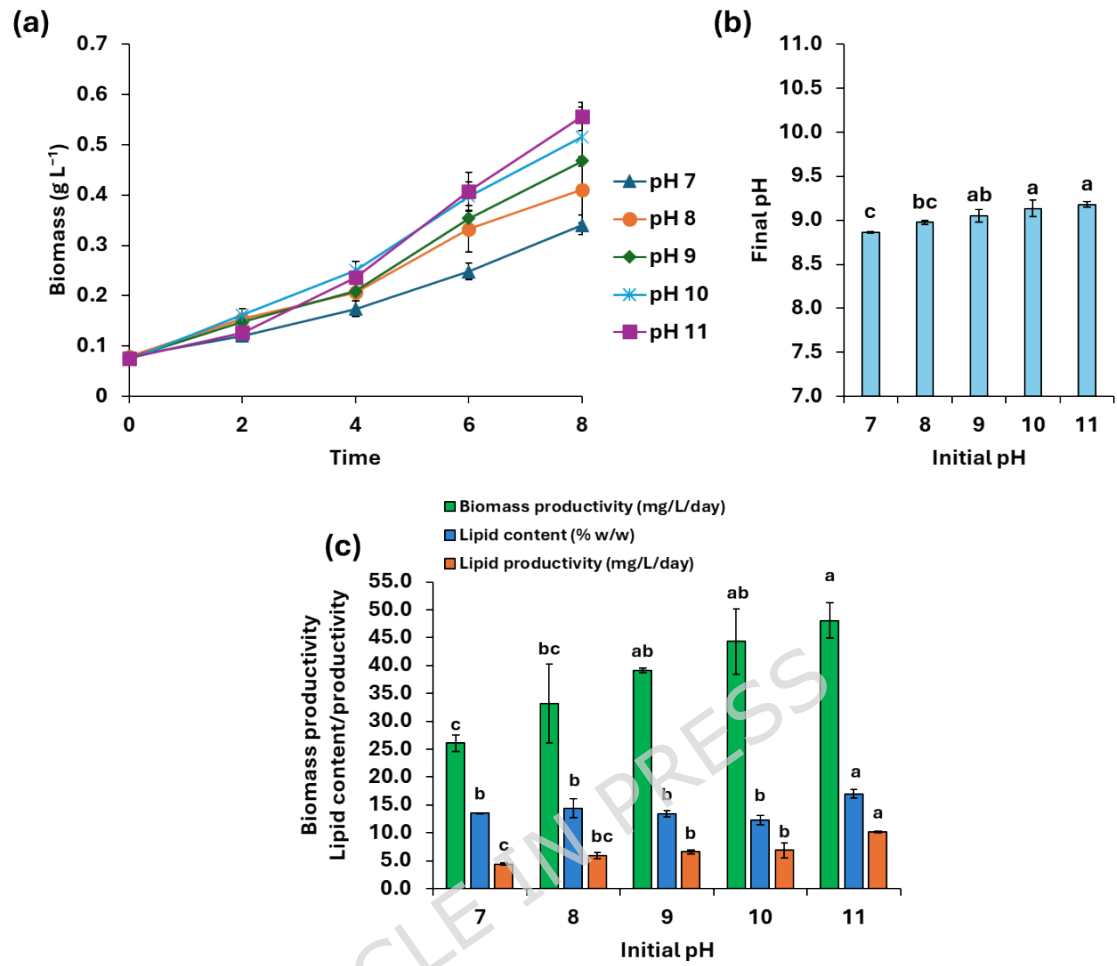 (a)
0.7
0.6
0.5
0.4
0.3
0.2
0.1
0
Biomass (g L⁻¹)
0 2 4 6 8
Time
pH 7
pH 8
pH 9
pH 10
pH 11
(b)
11.0
10.5
10.0
9.5
9.0
8.5
8.0
7.5
7.0
Final pH
c bc ab a a
7 8 9 10 11
Initial pH
Biomass productivity (mg/L/day)
Lipid content (% w/w)
Lipid productivity (mg/L/day)
(c)
55.0
50.0
45.0
40.0
35.0
30.0
25.0
20.0
15.0
10.0
5.0
0.0
Biomass productivity
Lipid content/productivity
c b c
bc b bc
ab b b
ab b b
a a a
7 8 9 10 11
Initial pH
CLE IN PRESS